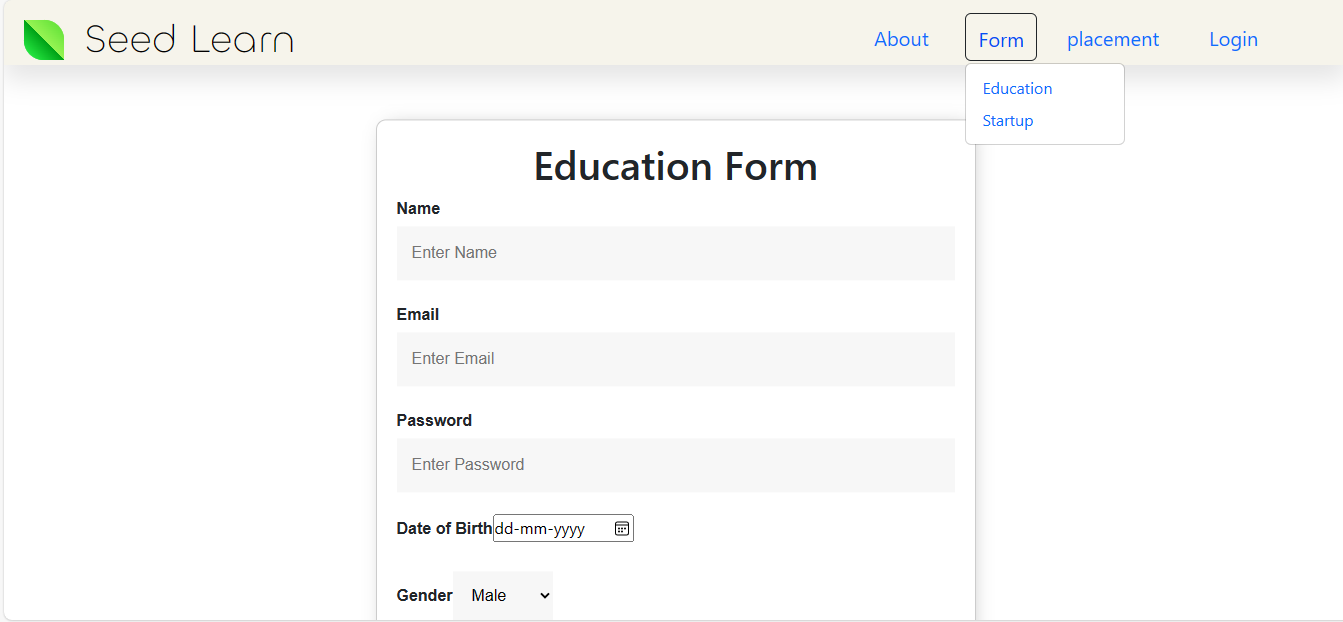 Seed Learn
About
Form
placement
Login
Education
Startup
Education Form
Name
Enter Name
Email
Enter Email
Password
Enter Password
Date of Birth dd-mm-yyyy
Gender Male